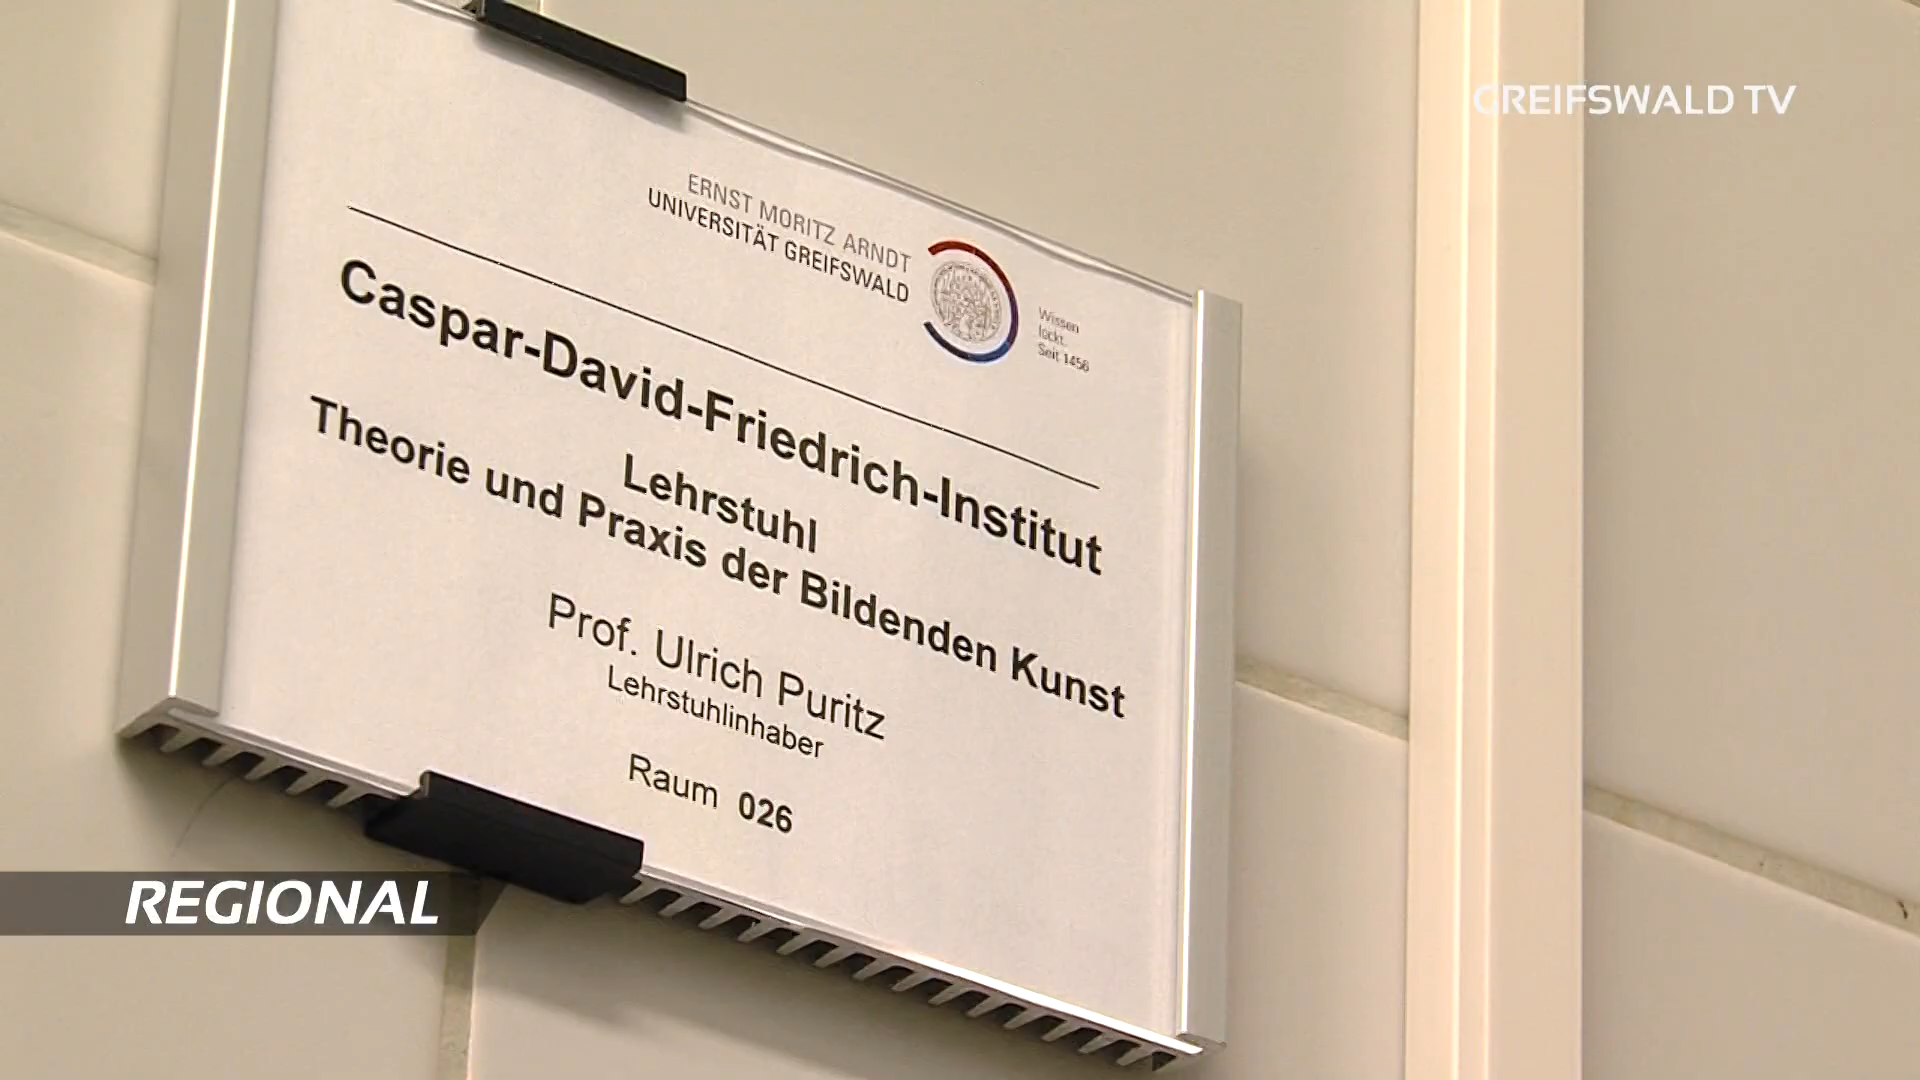 GREIFSWALD TV
ERNST MORITZ ARNDT
UNIVERSITÄT GREIFSWALD
Wissen
lockt.
Seit 1456
Caspar-David-Friedrich-Institut
Lehrstuhl
Theorie und Praxis der Bildenden Kunst
Prof. Ulrich Puritz
Lehrstuhlinhaber
Raum 026
REGIONAL